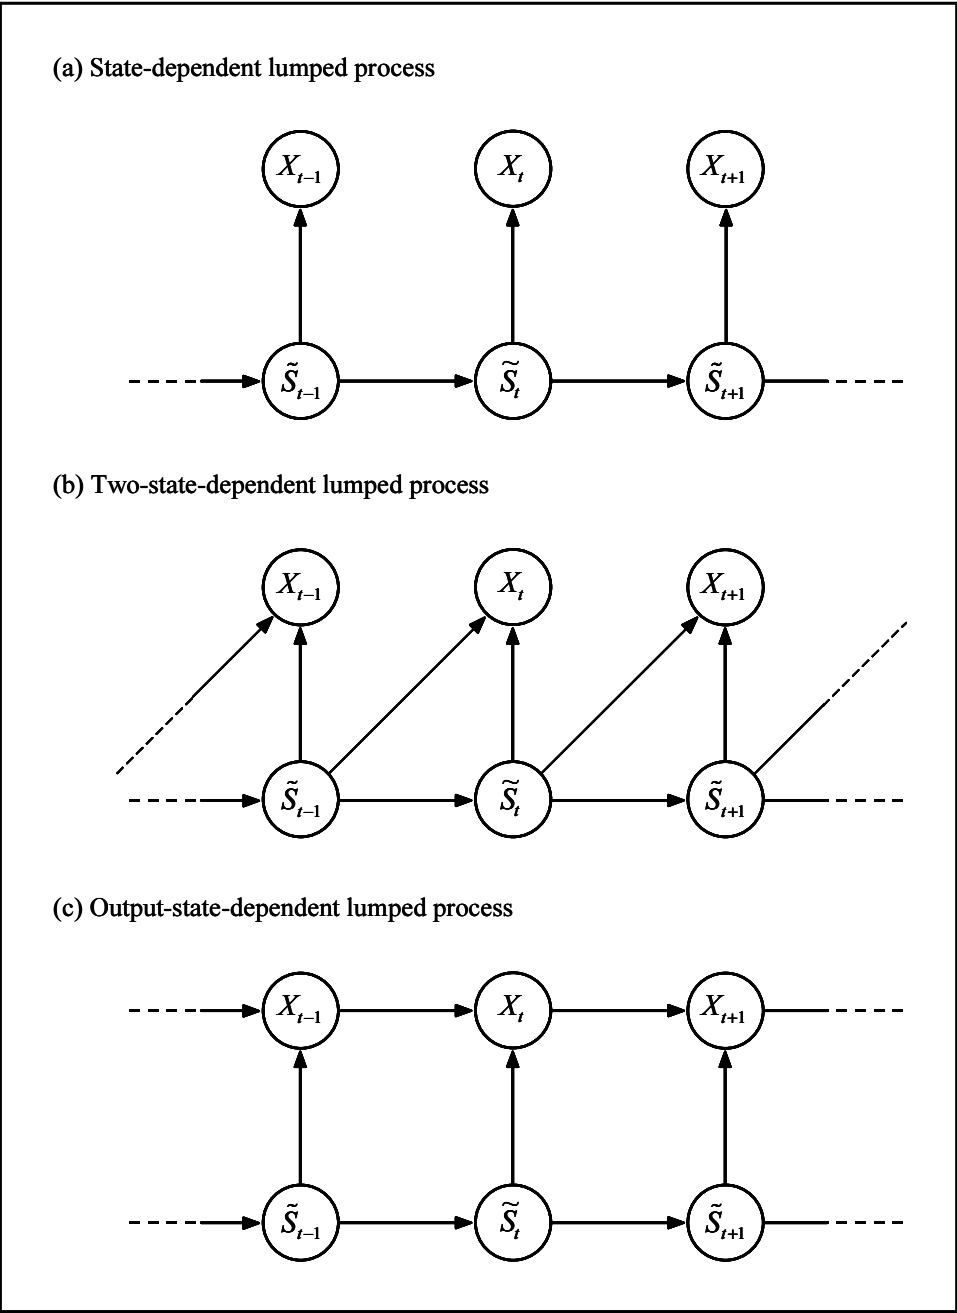 (a) State-dependent lumped process
X_{t−1} X_t X_{t+1}
S̃_{t−1} S̃_t S̃_{t+1}
(b) Two-state-dependent lumped process
X_{t−1} X_t X_{t+1}
S̃_{t−1} S̃_t S̃_{t+1}
(c) Output-state-dependent lumped process
X_{t−1} X_t X_{t+1}
S̃_{t−1} S̃_t S̃_{t+1}